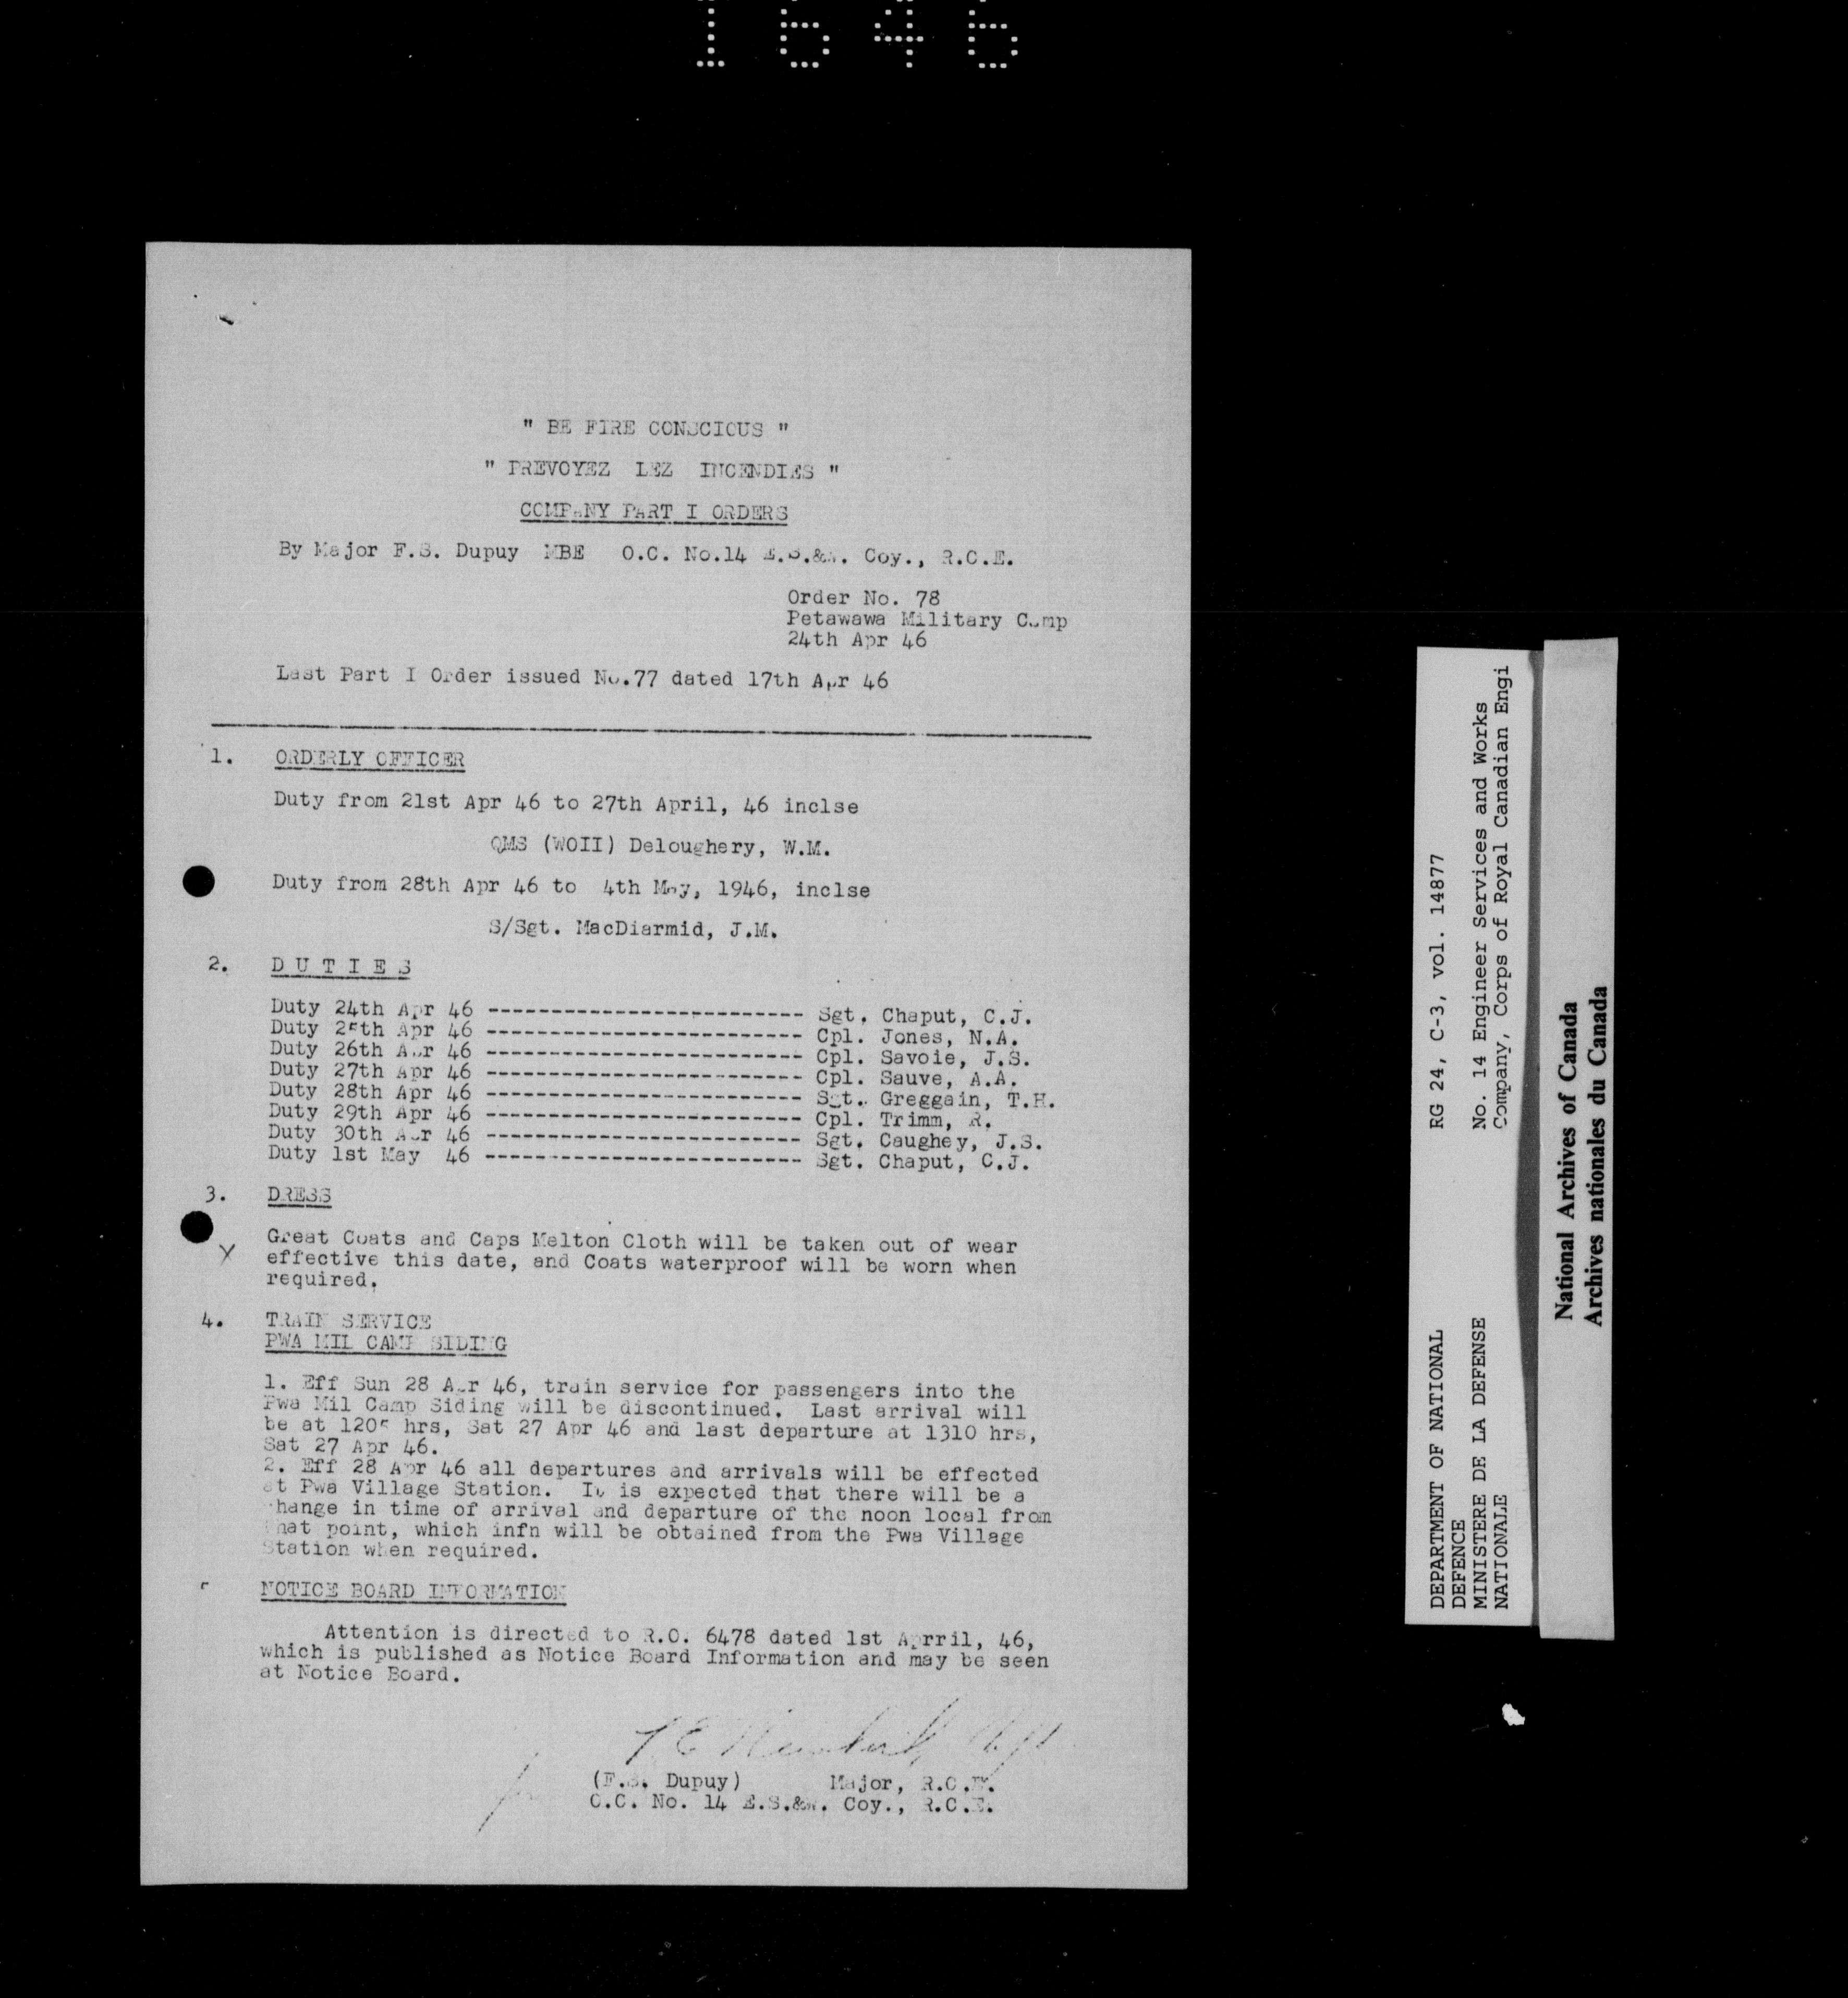 1646
" BE FIRE CONSCIOUS "
" PREVOYEZ LEZ INCENDIES "
COMPANY PART I ORDERS
By Major F.S. Dupuy MBE O.C. No.14 E.S.&W. Coy., R.C.E.
Order No. 78
Petawawa Military Camp
24th Apr 46
Last Part I Order issued No.77 dated 17th Apr 46
1. ORDERLY OFFICER
Duty from 21st Apr 46 to 27th April, 46 inclse
QMS (WOII) Deloughery, W.M.
Duty from 28th Apr 46 to 4th May, 1946, inclse
S/Sgt. MacDiarmid, J.M.
2. D U T I E S
Duty 24th Apr 46 ------------------------- Sgt. Chaput, C.J.
Duty 25th Apr 46 ------------------------- Cpl. Jones, N.A.
Duty 26th Apr 46 ------------------------- Cpl. Savoie, J.S.
Duty 27th Apr 46 ------------------------- Cpl. Sauve, A.A.
Duty 28th Apr 46 ------------------------- Sgt. Greggain, T.H.
Duty 29th Apr 46 ------------------------- Cpl. Trimm, R.
Duty 30th Apr 46 ------------------------- Sgt. Caughey, J.S.
Duty 1st May 46 ------------------------- Sgt. Chaput, C.J.
3. DRESS
Great Coats and Caps Melton Cloth will be taken out of wear
X effective this date, and Coats waterproof will be worn when
required.
4. TRAIN SERVICE
PWA MIL CAMP SIDING
1. Eff Sun 28 Apr 46, train service for passengers into the
Pwa Mil Camp Siding will be discontinued. Last arrival will
be at 1205 hrs, Sat 27 Apr 46 and last departure at 1310 hrs,
Sat 27 Apr 46.
2. Eff 28 Apr 46 all departures and arrivals will be effected
at Pwa Village Station. It is expected that there will be a
change in time of arrival and departure of the noon local from
that point, which infn will be obtained from the Pwa Village
Station when required.
NOTICE BOARD INFORMATION
Attention is directed to R.O. 6478 dated 1st Aprril, 46,
which is published as Notice Board Information and may be seen
at Notice Board.
(F.S. Dupuy) Major, R.C.E.
O.C. No. 14 E.S.&W. Coy., R.C.E.
DEPARTMENT OF NATIONAL RG 24, C-3, vol. 14877
DEFENCE
MINISTERE DE LA DEFENSE No. 14 Engineer Services and Works
NATIONALE Company, Corps of Royal Canadian Engi
National Archives of Canada
Archives nationales du Canada